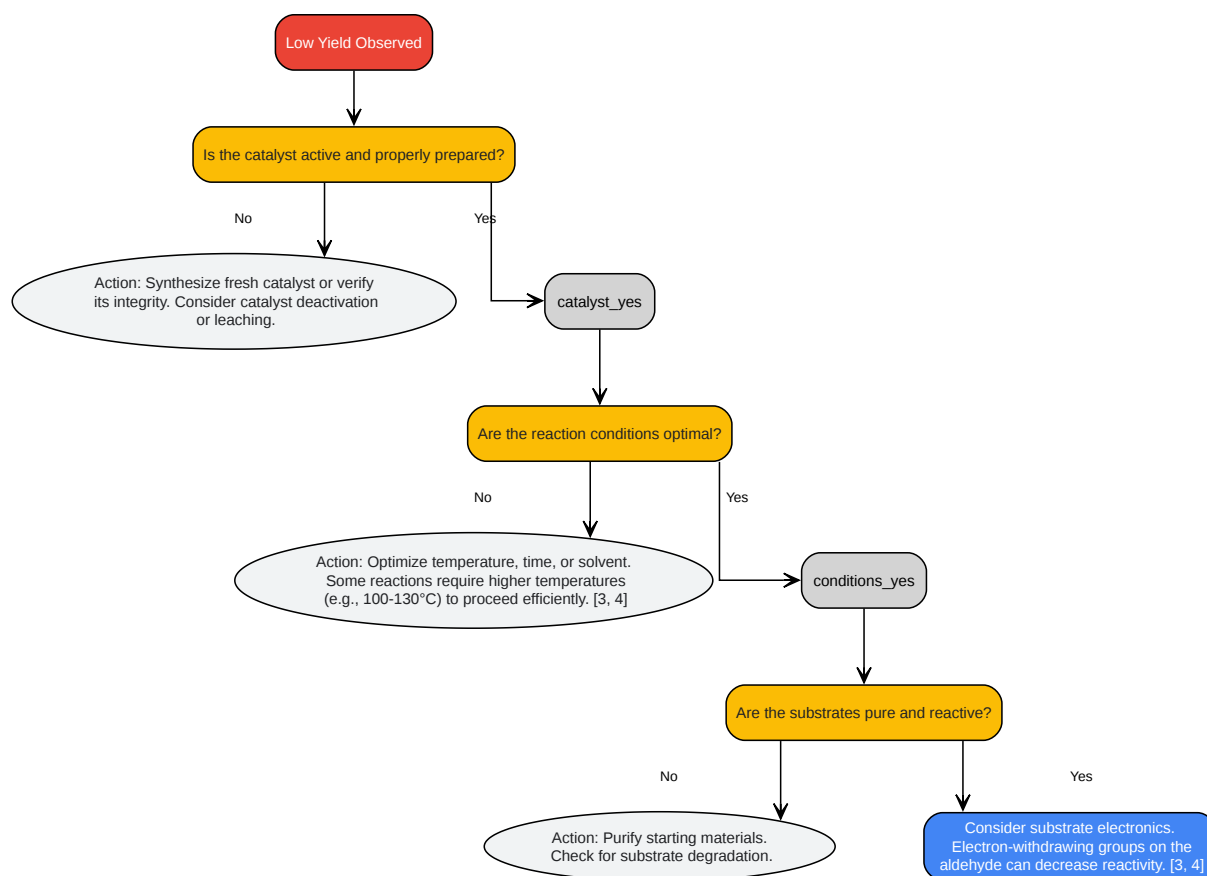 Low Yield Observed
Is the catalyst active and properly prepared?
No
Yes
Action: Synthesize fresh catalyst or verify
its integrity. Consider catalyst deactivation
or leaching.
catalyst_yes
Are the reaction conditions optimal?
No
Yes
Action: Optimize temperature, time, or solvent.
Some reactions require higher temperatures
(e.g., 100-130°C) to proceed efficiently. [3, 4]
conditions_yes
Are the substrates pure and reactive?
No
Yes
Action: Purify starting materials.
Check for substrate degradation.
Consider substrate electronics.
Electron-withdrawing groups on the
aldehyde can decrease reactivity. [3, 4]